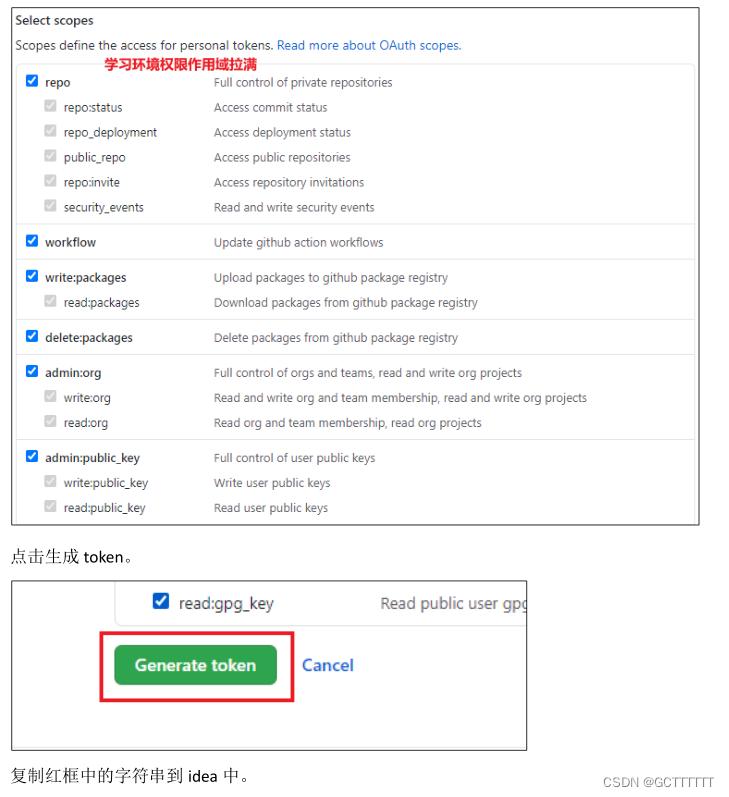 Select scopes
Scopes define the access for personal tokens. Read more about OAuth scopes.
学习环境权限作用域拉满
repo Full control of private repositories
repo:status Access commit status
repo_deployment Access deployment status
public_repo Access public repositories
repo:invite Access repository invitations
security_events Read and write security events
workflow Update github action workflows
write:packages Upload packages to github package registry
read:packages Download packages from github package registry
delete:packages Delete packages from github package registry
admin:org Full control of orgs and teams, read and write org projects
write:org Read and write org and team membership, read and write org projects
read:org Read org and team membership, read org projects
admin:public_key Full control of user public keys
write:public_key Write user public keys
read:public_key Read user public keys
点击生成 token。
read:gpg_key Read public user gpg
Generate token Cancel
复制红框中的字符串到 idea 中。
CSDN @GCTTTTTT